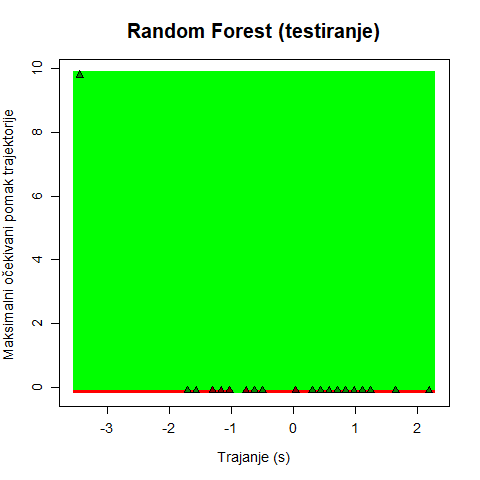 Random Forest (testiranje)
Maksimalni očekivani pomak trajektorije
10
8
6
4
2
0
-3 -2 -1 0 1 2
Trajanje (s)